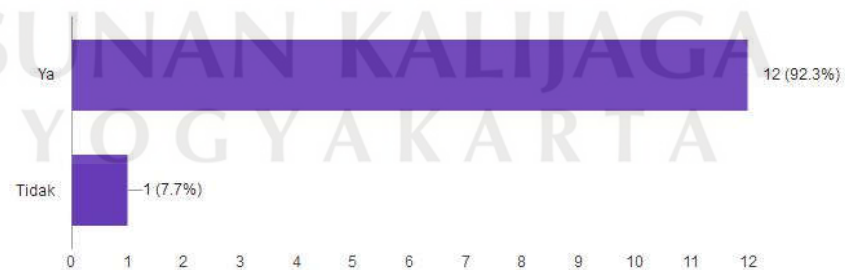 SUNAN KALIJAGA
YOGYAKARTA
Ya
12 (92.3%)
Tidak
1 (7.7%)
0 1 2 3 4 5 6 7 8 9 10 11 12